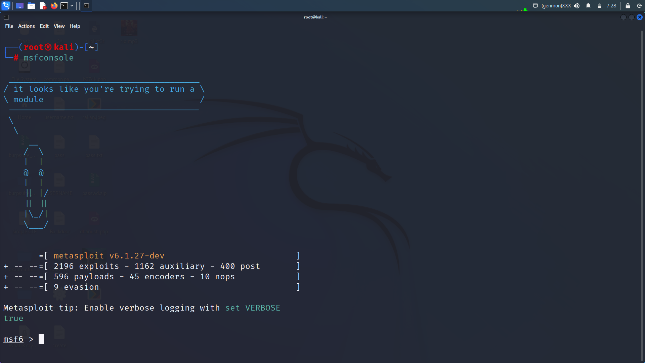 root@kali: ~
File Actions Edit View Help
(root㉿kali)-[~]
# msfconsole
/ it looks like you're trying to run a \
\ module /
=[ metasploit v6.1.27-dev ]
+ -- --=[ 2196 exploits - 1162 auxiliary - 400 post ]
+ -- --=[ 596 payloads - 45 encoders - 10 nops ]
+ -- --=[ 9 evasion ]
Metasploit tip: Enable verbose logging with set VERBOSE
true
msf6 >